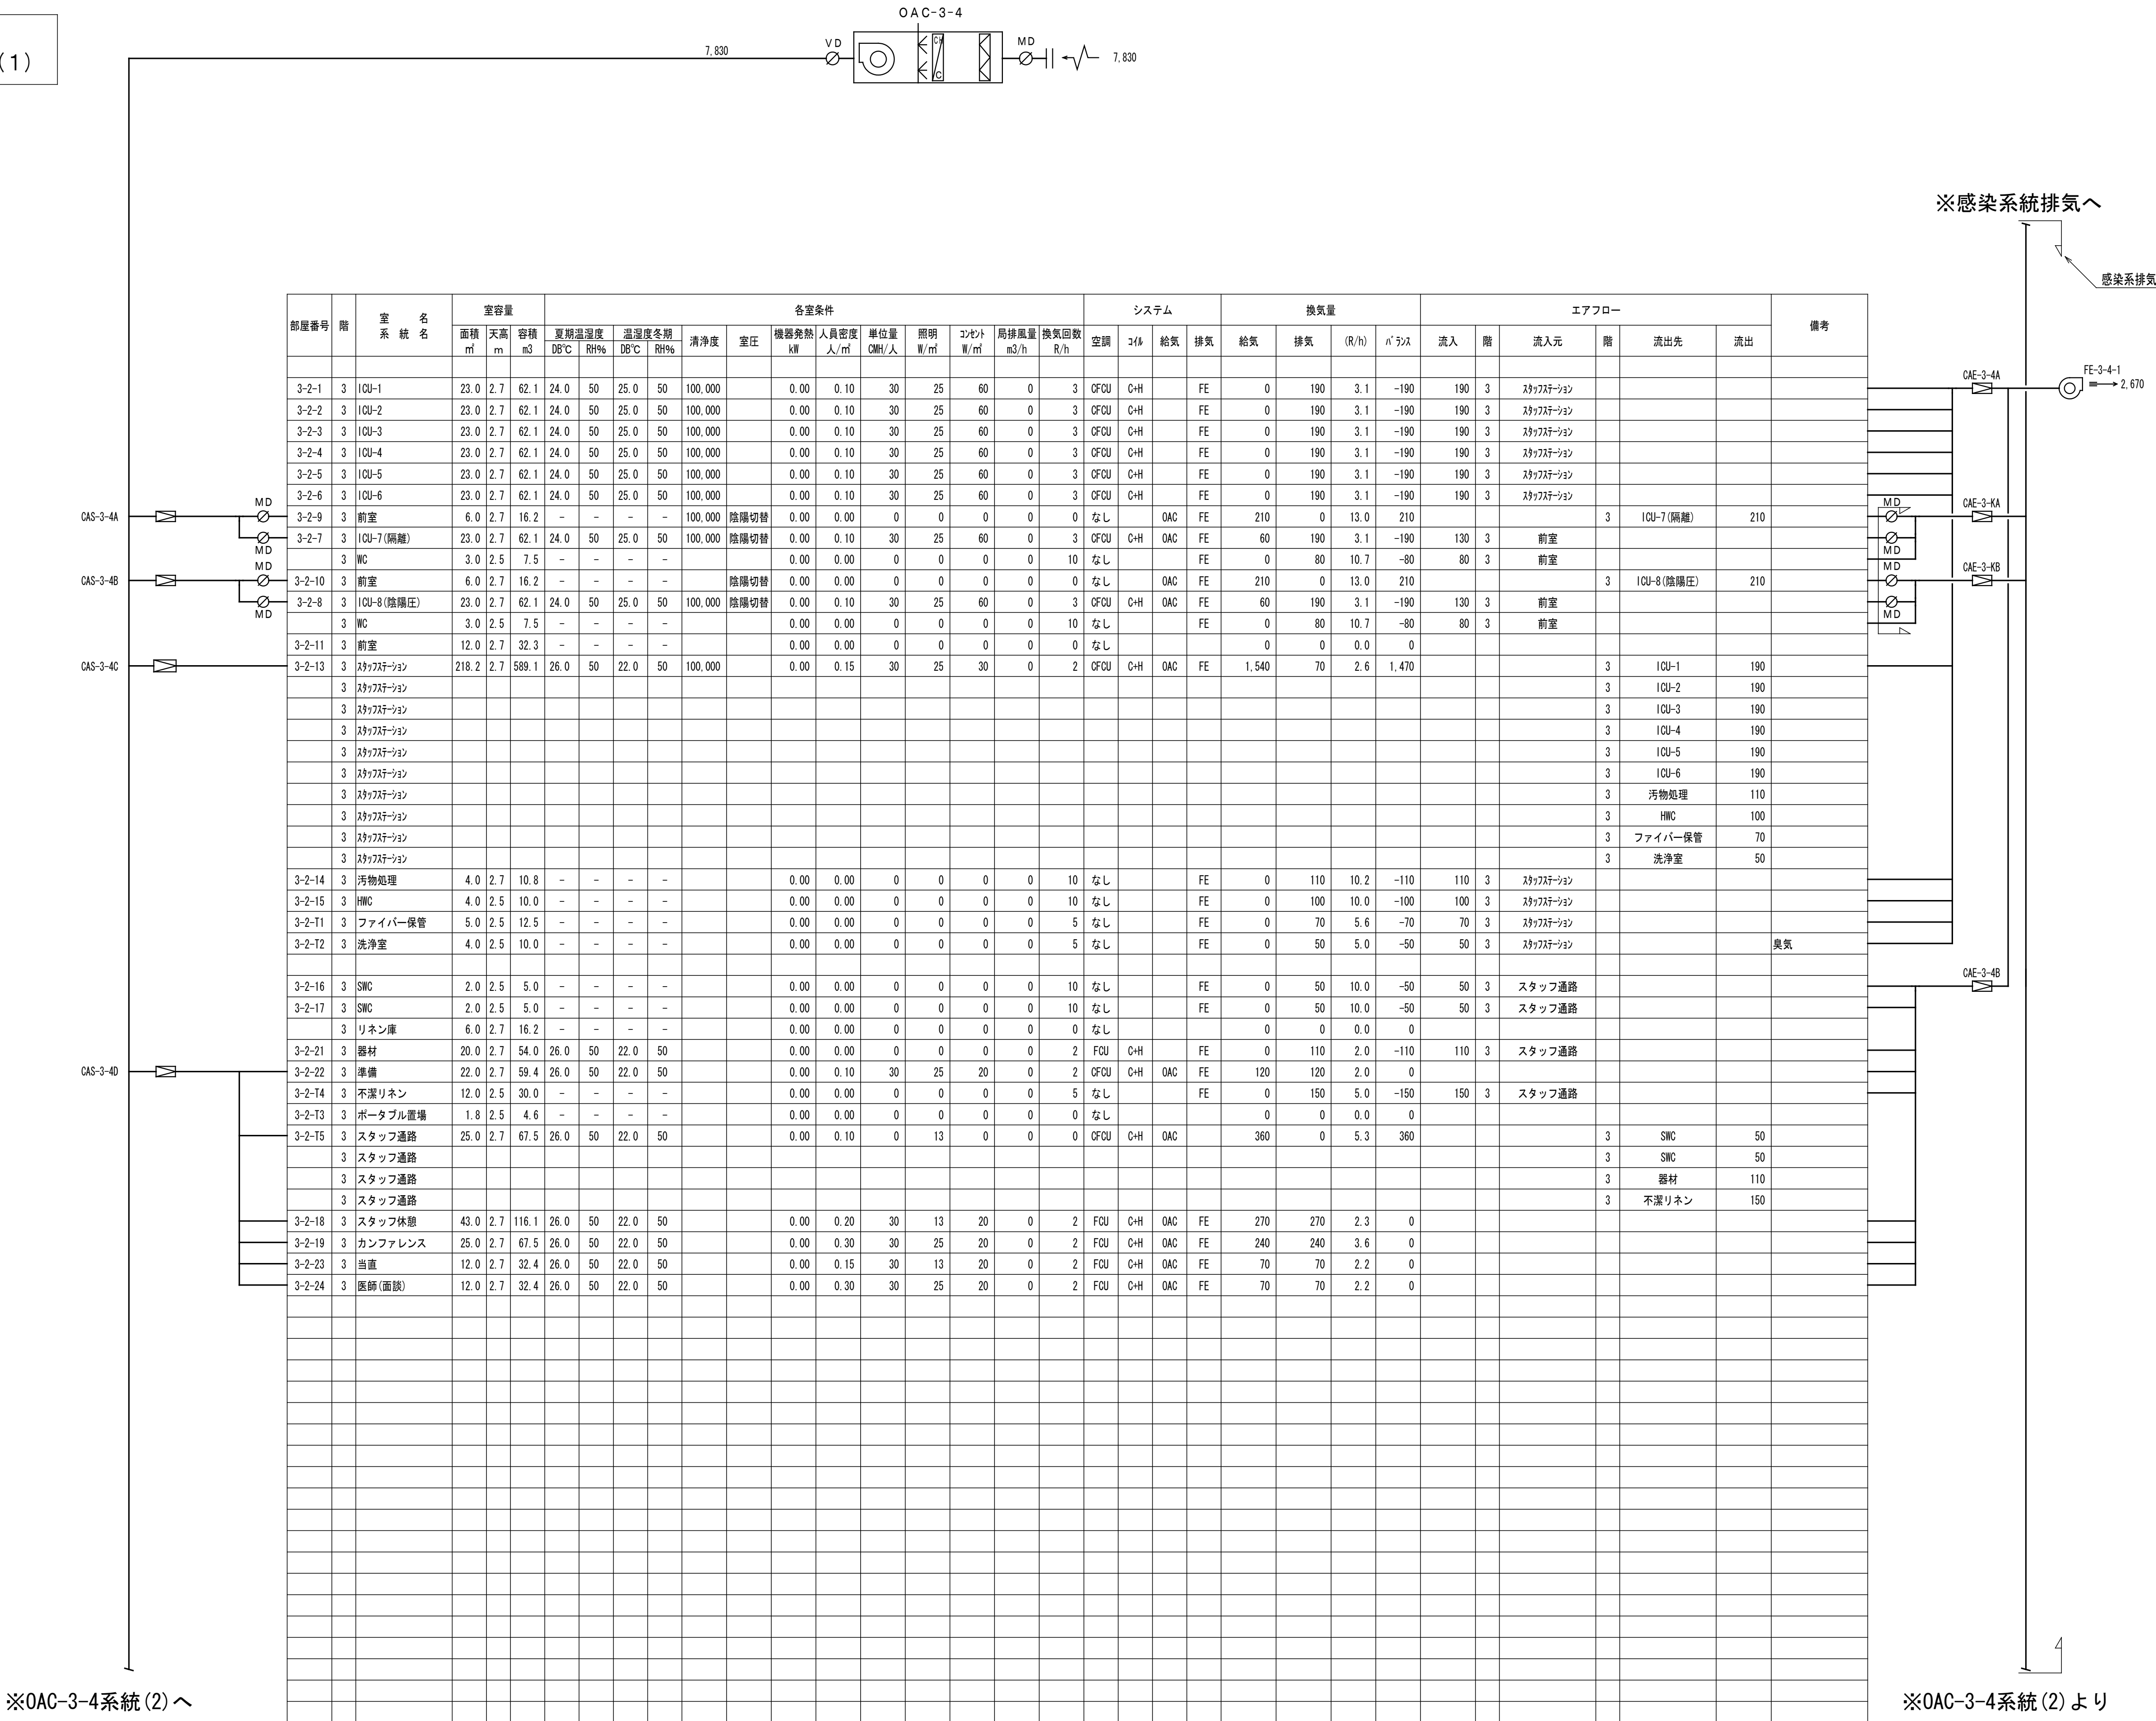 (1)
OAC-3-4
7,830 VD CH C MD 7,830
※感染系統排気へ
感染系排気
部屋番号 階 室名 系統名 室容量 各室条件 システム 換気量 エアフロー 備考
面積 ㎡ 天高 m 容積 m3 夏期温湿度 DB℃ RH% 温湿度冬期 DB℃ RH% 清浄度 室圧 機器発熱 kW 人員密度 人/㎡ 単位量 CMH/人 照明 W/㎡ コンセント W/㎡ 局排風量 m3/h 換気回数 R/h 空調 コイル 給気 排気 給気 排気 (R/h) バランス 流入 階 流入元 階 流出先 流出
3-2-1 3 ICU-1 23.0 2.7 62.1 24.0 50 25.0 50 100,000 0.00 0.10 30 25 60 0 3 CFCU C+H FE 0 190 3.1 -190 190 3 スタッフステーション CAE-3-4A FE-3-4-1 2,670
3-2-2 3 ICU-2 23.0 2.7 62.1 24.0 50 25.0 50 100,000 0.00 0.10 30 25 60 0 3 CFCU C+H FE 0 190 3.1 -190 190 3 スタッフステーション
3-2-3 3 ICU-3 23.0 2.7 62.1 24.0 50 25.0 50 100,000 0.00 0.10 30 25 60 0 3 CFCU C+H FE 0 190 3.1 -190 190 3 スタッフステーション
3-2-4 3 ICU-4 23.0 2.7 62.1 24.0 50 25.0 50 100,000 0.00 0.10 30 25 60 0 3 CFCU C+H FE 0 190 3.1 -190 190 3 スタッフステーション
3-2-5 3 ICU-5 23.0 2.7 62.1 24.0 50 25.0 50 100,000 0.00 0.10 30 25 60 0 3 CFCU C+H FE 0 190 3.1 -190 190 3 スタッフステーション
3-2-6 3 ICU-6 23.0 2.7 62.1 24.0 50 25.0 50 100,000 0.00 0.10 30 25 60 0 3 CFCU C+H FE 0 190 3.1 -190 190 3 スタッフステーション
CAS-3-4A MD 3-2-9 3 前室 6.0 2.7 16.2 - - - - 100,000 陰陽切替 0.00 0.00 0 0 0 0 0 なし OAC FE 210 0 13.0 210 3 ICU-7(隔離) 210 MD CAE-3-KA
MD 3-2-7 3 ICU-7(隔離) 23.0 2.7 62.1 24.0 50 25.0 50 100,000 陰陽切替 0.00 0.10 30 25 60 0 3 CFCU C+H OAC FE 60 190 3.1 -190 130 3 前室 MD
3 WC 3.0 2.5 7.5 - - - - 0.00 0.00 0 0 0 0 10 なし FE 0 80 10.7 -80 80 3 前室
CAS-3-4B MD 3-2-10 3 前室 6.0 2.7 16.2 - - - - 陰陽切替 0.00 0.00 0 0 0 0 0 なし OAC FE 210 0 13.0 210 3 ICU-8(陰陽圧) 210 MD CAE-3-KB
MD 3-2-8 3 ICU-8(陰陽圧) 23.0 2.7 62.1 24.0 50 25.0 50 100,000 陰陽切替 0.00 0.10 30 25 60 0 3 CFCU C+H OAC FE 60 190 3.1 -190 130 3 前室 MD
3 WC 3.0 2.5 7.5 - - - - 0.00 0.00 0 0 0 0 10 なし FE 0 80 10.7 -80 80 3 前室
3-2-11 3 前室 12.0 2.7 32.3 - - - - 0.00 0.00 0 0 0 0 0 なし 0 0 0.0 0
CAS-3-4C 3-2-13 3 スタッフステーション 218.2 2.7 589.1 26.0 50 22.0 50 100,000 0.00 0.15 30 25 30 0 2 CFCU C+H OAC FE 1,540 70 2.6 1,470 3 ICU-1 190
3 スタッフステーション 3 ICU-2 190
3 スタッフステーション 3 ICU-3 190
3 スタッフステーション 3 ICU-4 190
3 スタッフステーション 3 ICU-5 190
3 スタッフステーション 3 ICU-6 190
3 スタッフステーション 3 汚物処理 110
3 スタッフステーション 3 HWC 100
3 スタッフステーション 3 ファイバー保管 70
3 スタッフステーション 3 洗浄室 50
3-2-14 3 汚物処理 4.0 2.7 10.8 - - - - 0.00 0.00 0 0 0 0 10 なし FE 0 110 10.2 -110 110 3 スタッフステーション
3-2-15 3 HWC 4.0 2.5 10.0 - - - - 0.00 0.00 0 0 0 0 10 なし FE 0 100 10.0 -100 100 3 スタッフステーション
3-2-T1 3 ファイバー保管 5.0 2.5 12.5 - - - - 0.00 0.00 0 0 0 0 5 なし FE 0 70 5.6 -70 70 3 スタッフステーション
3-2-T2 3 洗浄室 4.0 2.5 10.0 - - - - 0.00 0.00 0 0 0 0 5 なし FE 0 50 5.0 -50 50 3 スタッフステーション 臭気
3-2-16 3 SWC 2.0 2.5 5.0 - - - - 0.00 0.00 0 0 0 0 10 なし FE 0 50 10.0 -50 50 3 スタッフ通路 CAE-3-4B
3-2-17 3 SWC 2.0 2.5 5.0 - - - - 0.00 0.00 0 0 0 0 10 なし FE 0 50 10.0 -50 50 3 スタッフ通路
3 リネン庫 6.0 2.7 16.2 - - - - 0.00 0.00 0 0 0 0 0 なし 0 0 0.0 0
3-2-21 3 器材 20.0 2.7 54.0 26.0 50 22.0 50 0.00 0.00 0 0 0 0 2 FCU C+H FE 0 110 2.0 -110 110 3 スタッフ通路
CAS-3-4D 3-2-22 3 準備 22.0 2.7 59.4 26.0 50 22.0 50 0.00 0.10 30 25 20 0 2 CFCU C+H OAC FE 120 120 2.0 0
3-2-T4 3 不潔リネン 12.0 2.5 30.0 - - - - 0.00 0.00 0 0 0 0 5 なし FE 0 150 5.0 -150 150 3 スタッフ通路
3-2-T3 3 ポータブル置場 1.8 2.5 4.6 - - - - 0.00 0.00 0 0 0 0 0 なし 0 0 0.0 0
3-2-T5 3 スタッフ通路 25.0 2.7 67.5 26.0 50 22.0 50 0.00 0.10 0 13 0 0 0 CFCU C+H OAC 360 0 5.3 360 3 SWC 50
3 スタッフ通路 3 SWC 50
3 スタッフ通路 3 器材 110
3 スタッフ通路 3 不潔リネン 150
3-2-18 3 スタッフ休憩 43.0 2.7 116.1 26.0 50 22.0 50 0.00 0.20 30 13 20 0 2 FCU C+H OAC FE 270 270 2.3 0
3-2-19 3 カンファレンス 25.0 2.7 67.5 26.0 50 22.0 50 0.00 0.30 30 25 20 0 2 FCU C+H OAC FE 240 240 3.6 0
3-2-23 3 当直 12.0 2.7 32.4 26.0 50 22.0 50 0.00 0.15 30 13 20 0 2 FCU C+H OAC FE 70 70 2.2 0
3-2-24 3 医師(面談) 12.0 2.7 32.4 26.0 50 22.0 50 0.00 0.30 30 25 20 0 2 FCU C+H OAC FE 70 70 2.2 0
※OAC-3-4系統(2)へ
※OAC-3-4系統(2)より